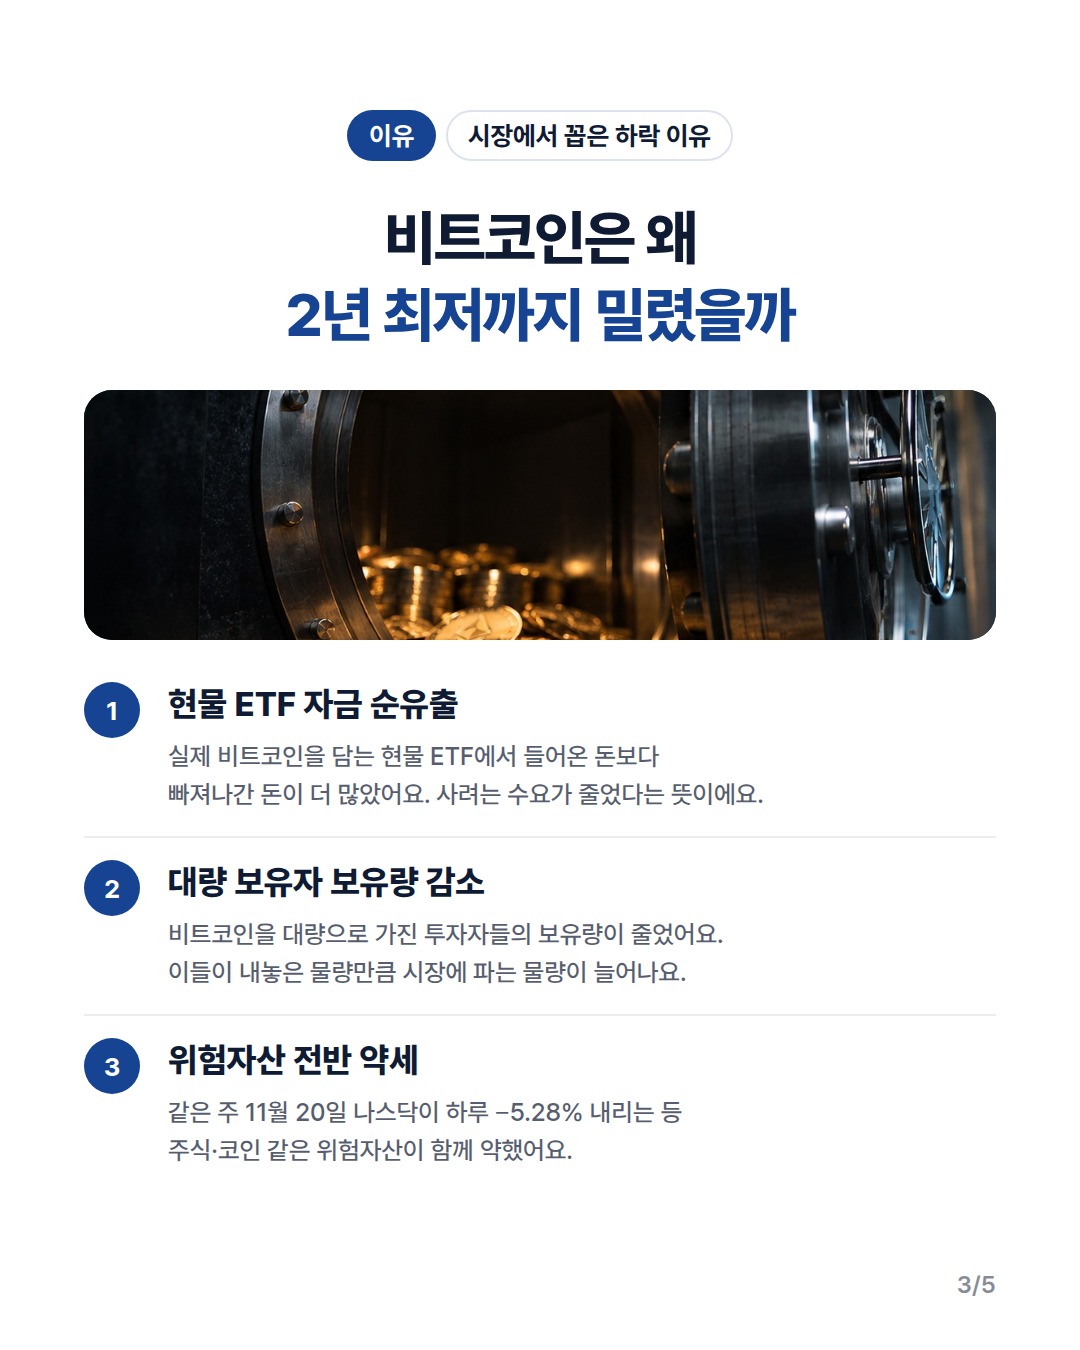 이유
시장에서 꼽은 하락 이유
비트코인은 왜
2년 최저까지 밀렸을까
1
현물 ETF 자금 순유출
실제 비트코인을 담는 현물 ETF에서 들어온 돈보다
빠져나간 돈이 더 많았어요. 사려는 수요가 줄었다는 뜻이에요.
2
대량 보유자 보유량 감소
비트코인을 대량으로 가진 투자자들의 보유량이 줄었어요.
이들이 내놓은 물량만큼 시장에 파는 물량이 늘어나요.
3
위험자산 전반 약세
같은 주 11월 20일 나스닥이 하루 −5.28% 내리는 등
주식·코인 같은 위험자산이 함께 약했어요.
3/5